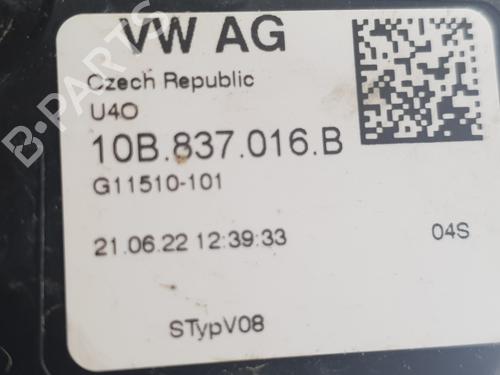 VW AG
Czech Republic
U4O
10B.837.016.B
G11510-101
21.06.22 12:39:33
04S
STypV08
B-PARTS